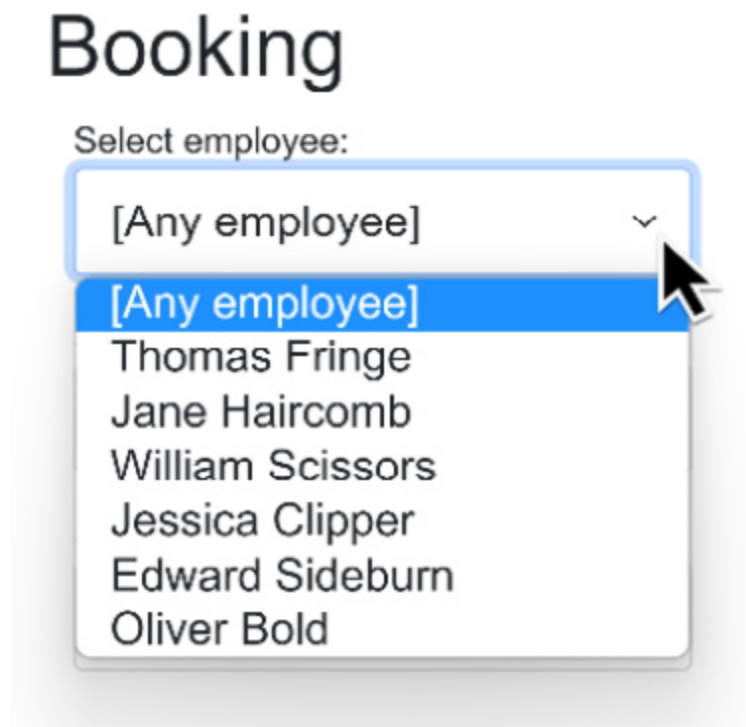 Booking
Select employee:
[Any employee]
[Any employee]
Thomas Fringe
Jane Haircomb
William Scissors
Jessica Clipper
Edward Sideburn
Oliver Bold